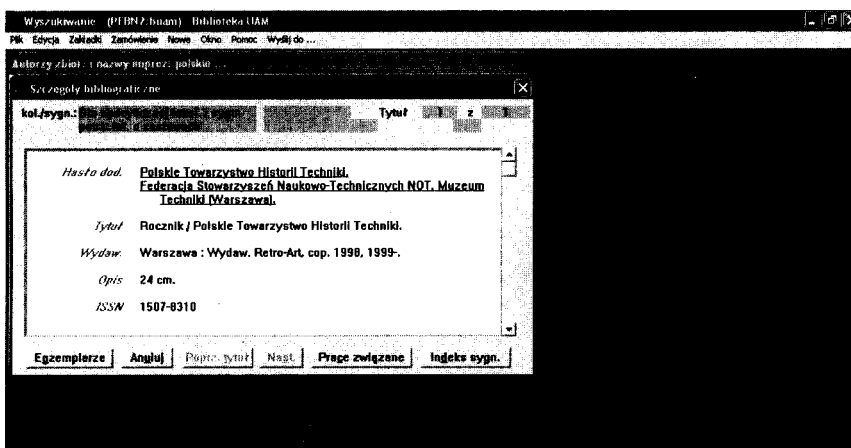 Wyszukiwanie (PFBN2.buam) Biblioteka UAM
Plik Edycja Zakładki Zamówienie Nowe Okno Pomoc Wyślij do ...
Autorzy zbior. i nazwy imprez: polskie ...
Szczegóły bibliograficzne
kol./sygn.: Tytuł 1 z 1
Hasło dod. Polskie Towarzystwo Historii Techniki.
Federacja Stowarzyszeń Naukowo-Technicznych NOT. Muzeum
Techniki (Warszawa).
Tytuł Rocznik / Polskie Towarzystwo Historii Techniki.
Wydaw. Warszawa : Wydaw. Retro-Art, cop. 1998, 1999-.
Opis 24 cm.
ISSN 1507-8310
Egzemplarze Anuluj Poprz. tytuł Nast. Prace związane Indeks sygn.